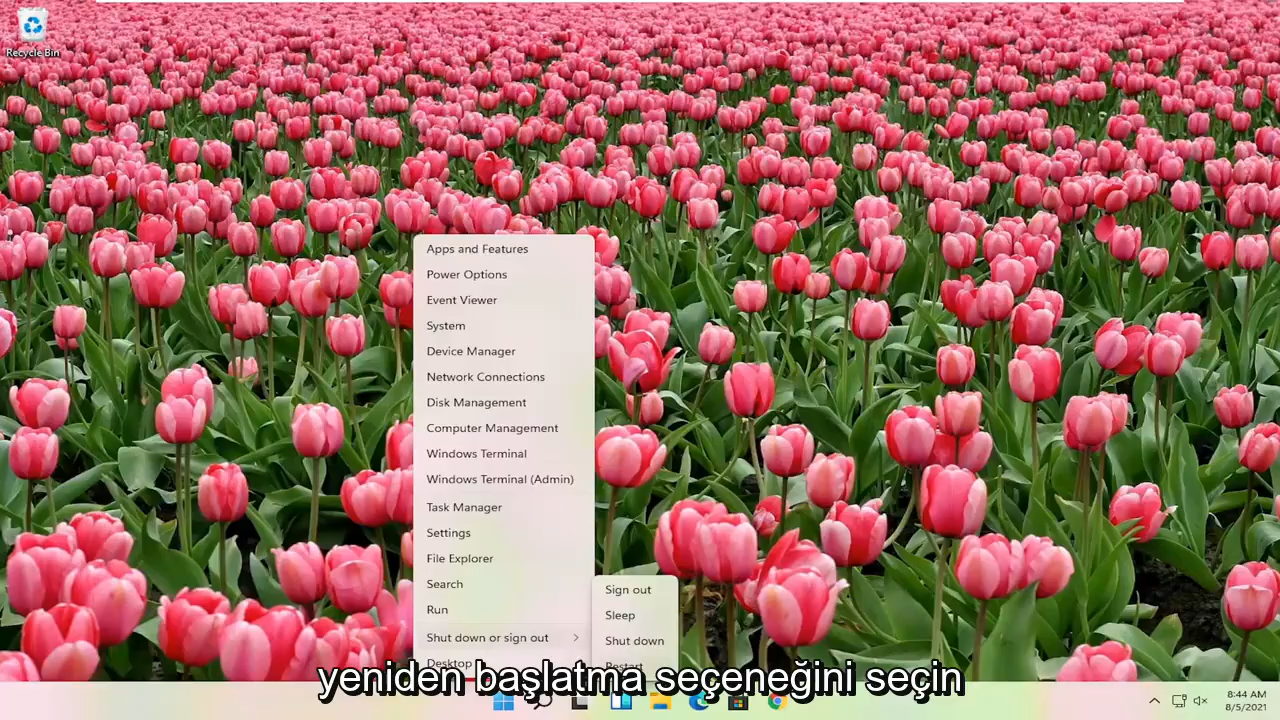 Recycle Bin
Apps and Features
Power Options
Event Viewer
System
Device Manager
Network Connections
Disk Management
Computer Management
Windows Terminal
Windows Terminal (Admin)
Task Manager
Settings
File Explorer
Search
Run
Shut down or sign out
Desktop
Sign out
Sleep
Shut down
Restart
yeniden başlatma seçeneğini seçin
8:44 AM
8/5/2021